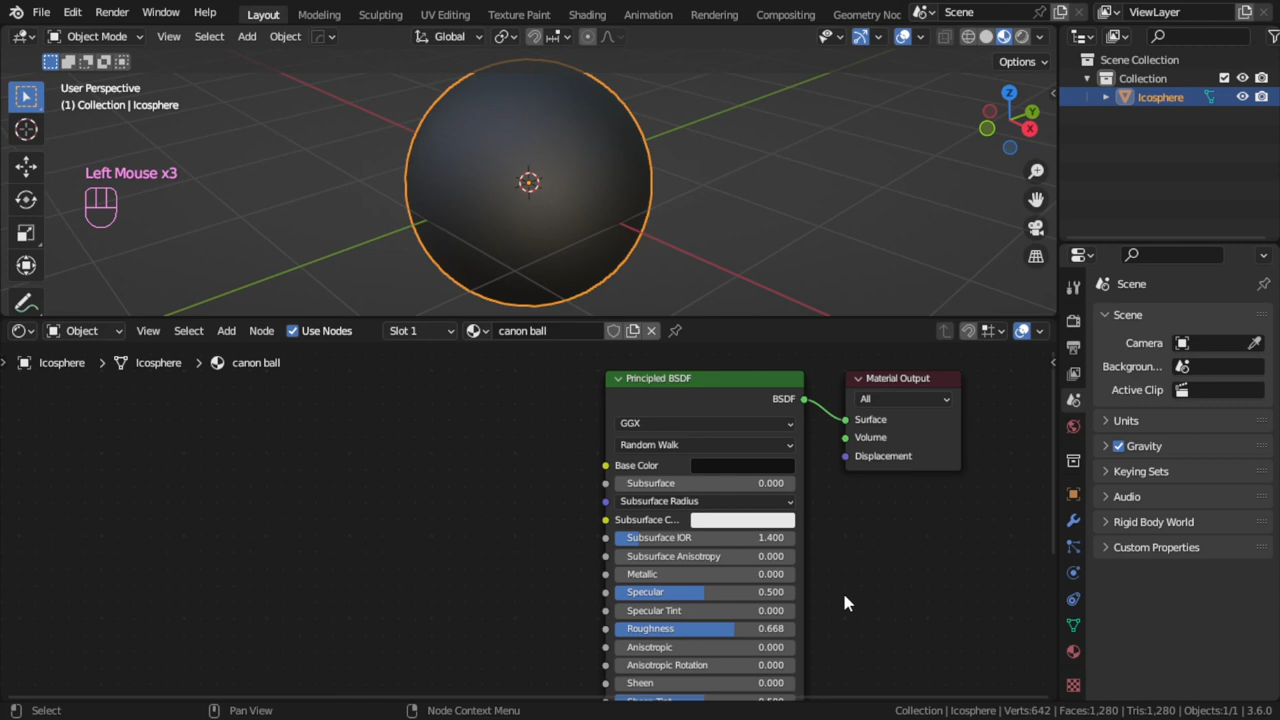 File Edit Render Window Help Layout Modeling Sculpting UV Editing Texture Paint Shading Animation Rendering Compositing Geometry Noc Scene ViewLayer
Object Mode View Select Add Object Global
Options
User Perspective
(1) Collection | Icosphere
Z
Y
X
Left Mouse x3
Scene Collection
Collection
Icosphere
Object View Select Add Node Use Nodes Slot 1 canon ball
Icosphere Icosphere canon ball
Principled BSDF
BSDF
GGX
Random Walk
Base Color
Subsurface 0.000
Subsurface Radius
Subsurface C...
Subsurface IOR 1.400
Subsurface Anisotropy 0.000
Metallic 0.000
Specular 0.500
Specular Tint 0.000
Roughness 0.668
Anisotropic 0.000
Anisotropic Rotation 0.000
Sheen 0.000
Material Output
All
Surface
Volume
Displacement
Scene
Scene
Camera
Backgroun...
Active Clip
Units
Gravity
Keying Sets
Audio
Rigid Body World
Custom Properties
Select Pan View Node Context Menu Collection | Icosphere | Verts:642 | Faces:1,280 | Tris:1,280 | Objects:1/1 | 3.6.0